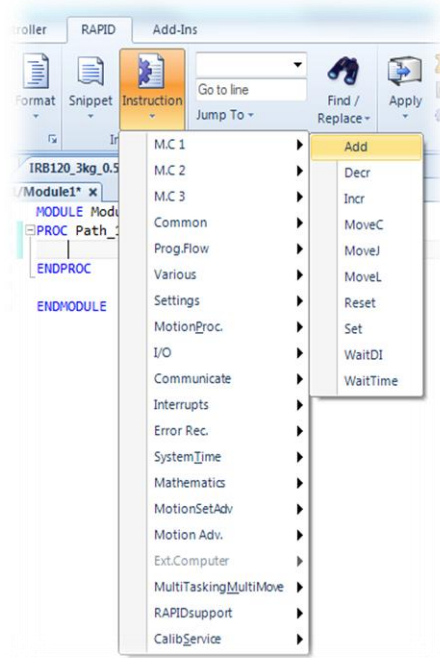 RAPID Add-Ins
Format Snippet Instruction
Go to line
Jump To
Find /
Replace
Apply
IRB120_3kg_0.5
/Module1* x
MODULE
PROC Path_1
ENDPROC
ENDMODULE
M.C 1
M.C 2
M.C 3
Common
Prog.Flow
Various
Settings
MotionProc.
I/O
Communicate
Interrupts
Error Rec.
SystemTime
Mathematics
MotionSetAdv
Motion Adv.
Ext.Computer
MultiTaskingMultiMove
RAPIDsupport
CalibService
Add
Decr
Incr
MoveC
MoveJ
MoveL
Reset
Set
WaitDI
WaitTime